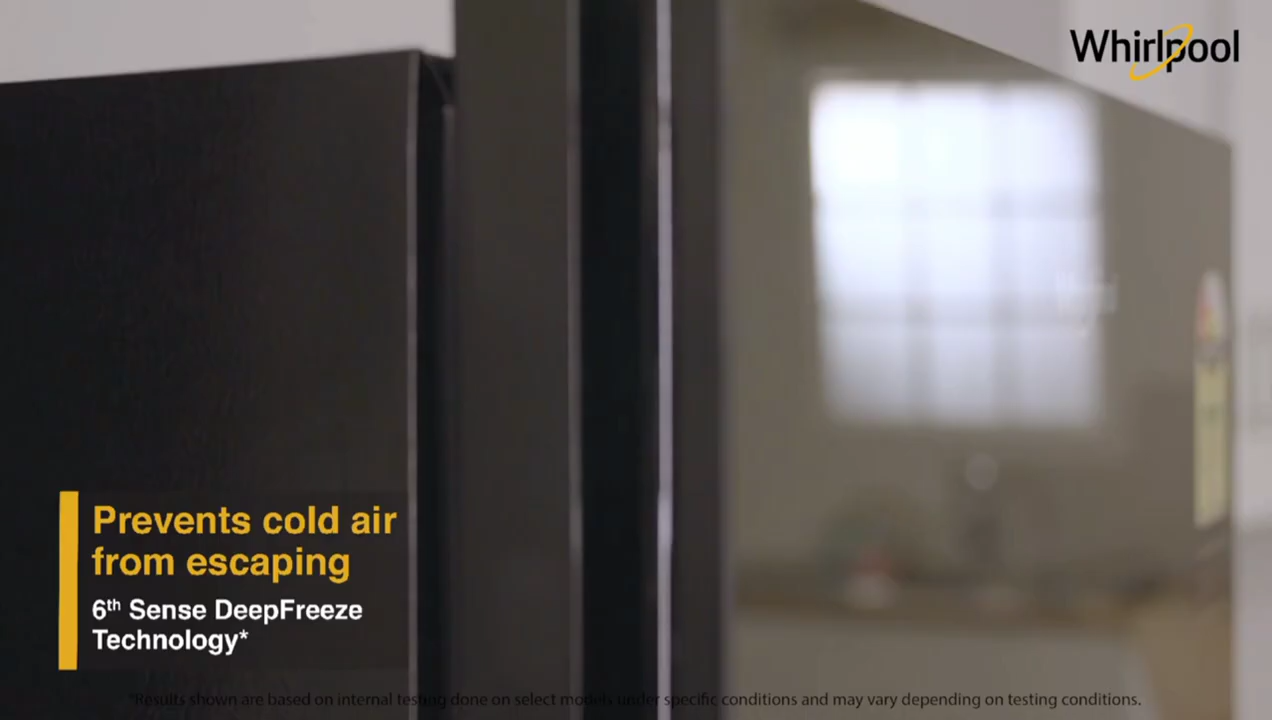 Whirlpool
Prevents cold air
from escaping
6th Sense DeepFreeze
Technology*
*Results shown are based on internal testing done on select models under specific conditions and may vary depending on testing conditions.